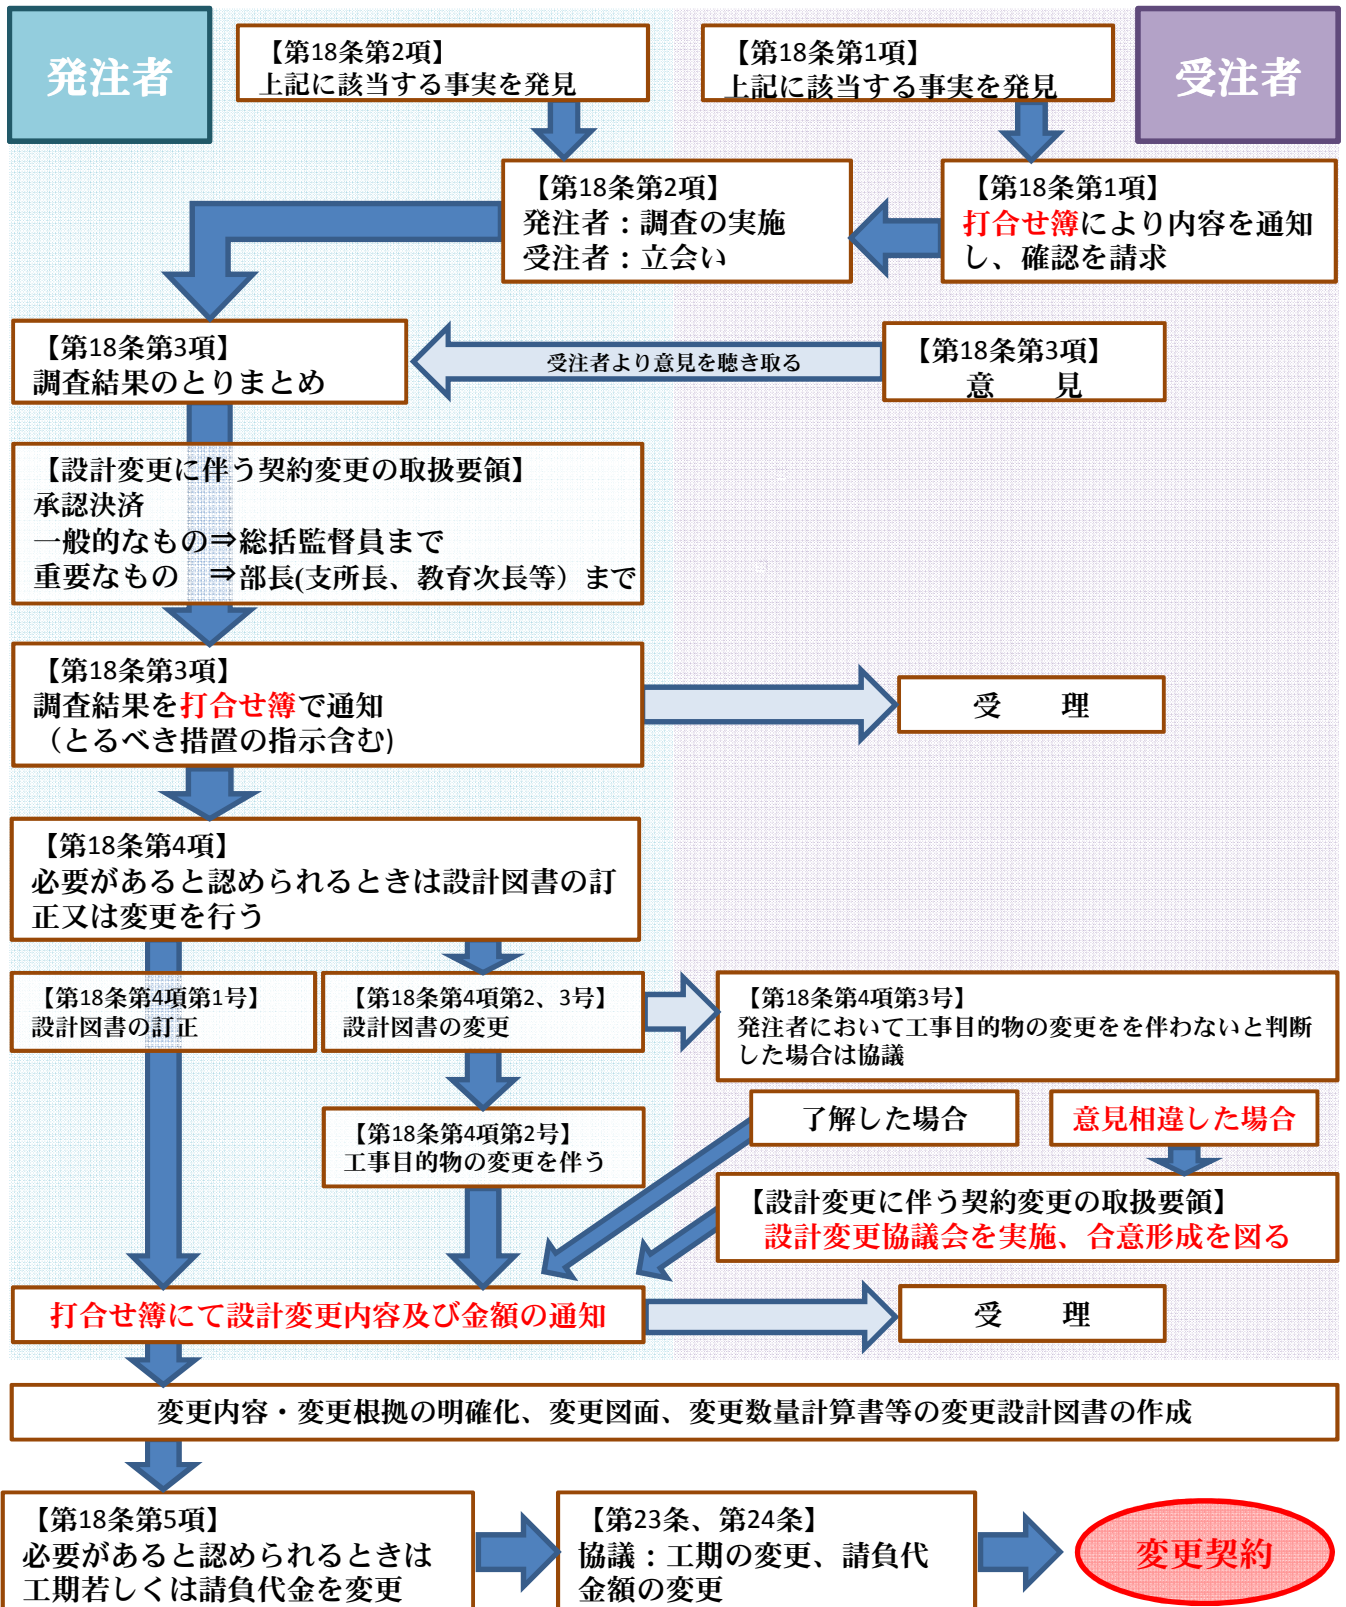 発注者
受注者
【第18条第2項】
上記に該当する事実を発見
【第18条第1項】
上記に該当する事実を発見
【第18条第2項】
発注者：調査の実施
受注者：立会い
【第18条第1項】
打合せ簿により内容を通知
し、確認を請求
【第18条第3項】
調査結果のとりまとめ
受注者より意見を聴き取る
【第18条第3項】
意　見
【設計変更に伴う契約変更の取扱要領】
承認決済
一般的なもの⇒総括監督員まで
重要なもの　⇒部長(支所長、教育次長等）まで
【第18条第3項】
調査結果を打合せ簿で通知
（とるべき措置の指示含む)
受　理
【第18条第4項】
必要があると認められるときは設計図書の訂
正又は変更を行う
【第18条第4項第1号】
設計図書の訂正
【第18条第4項第2、3号】
設計図書の変更
【第18条第4項第3号】
発注者において工事目的物の変更をを伴わないと判断
した場合は協議
了解した場合
意見相違した場合
【第18条第4項第2号】
工事目的物の変更を伴う
【設計変更に伴う契約変更の取扱要領】
設計変更協議会を実施、合意形成を図る
打合せ簿にて設計変更内容及び金額の通知
受　理
変更内容・変更根拠の明確化、変更図面、変更数量計算書等の変更設計図書の作成
【第18条第5項】
必要があると認められるときは
工期若しくは請負代金を変更
【第23条、第24条】
協議：工期の変更、請負代
金額の変更
変更契約